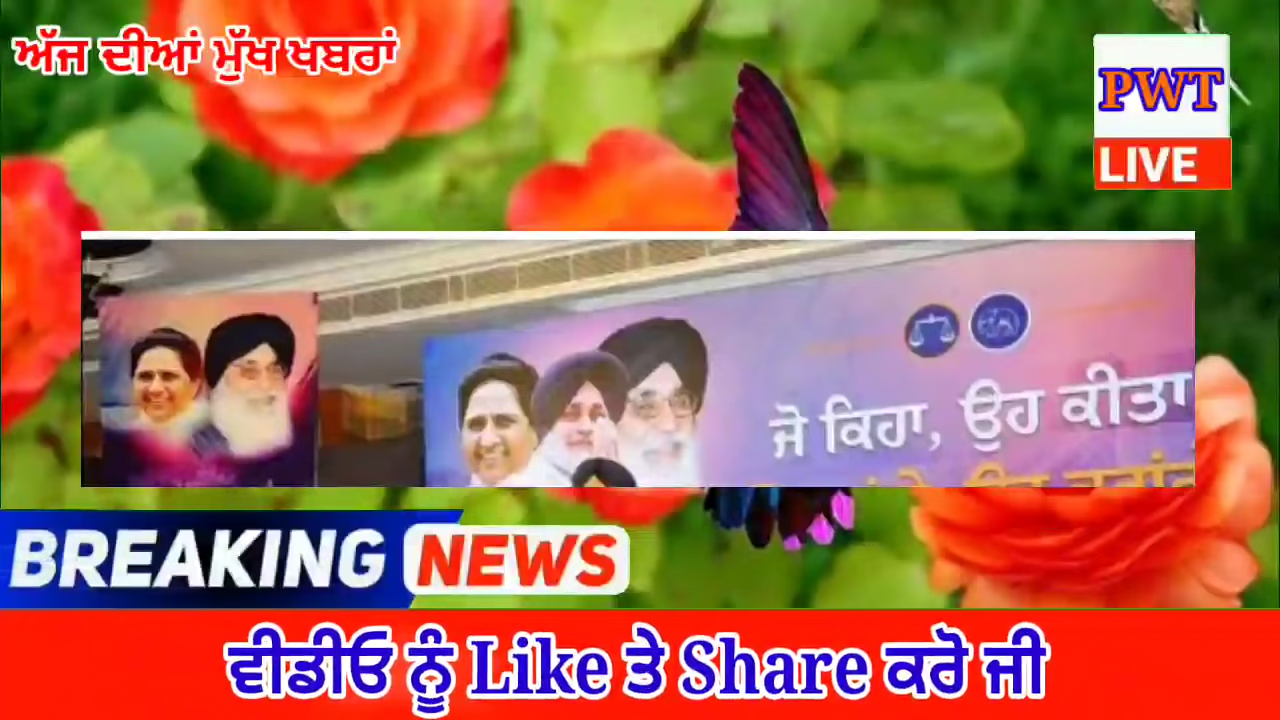 ਅੱਜ ਦੀਆਂ ਮੁੱਖ ਖਬਰਾਂ
PWT
LIVE
ਜੋ ਕਿਹਾ, ਉਹ ਕੀਤਾ
BREAKING NEWS
ਵੀਡੀਓ ਨੂੰ Like ਤੇ Share ਕਰੋ ਜੀ